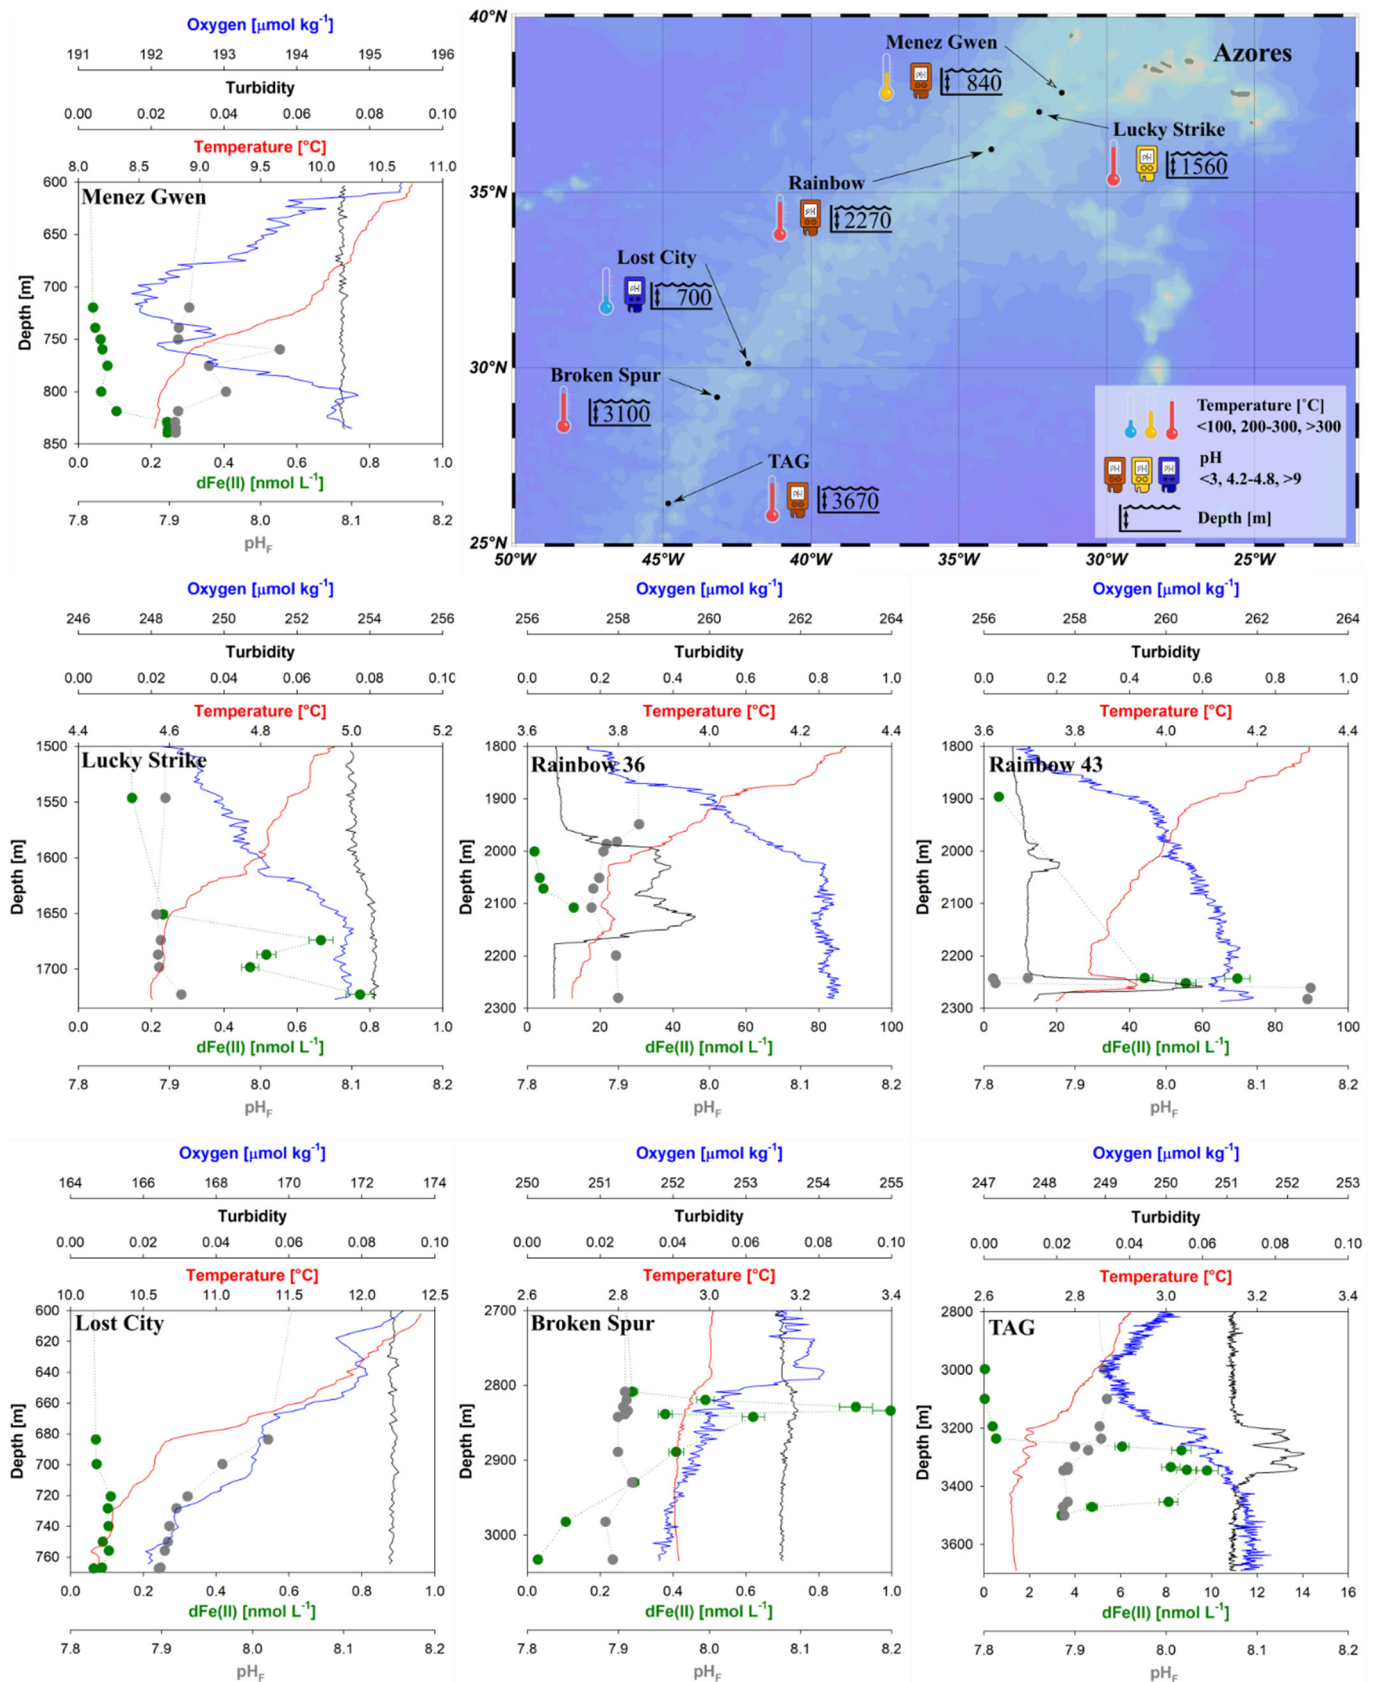 Oxygen [μmol kg-1]
191 192 193 194 195 196
Turbidity
0.00 0.02 0.04 0.06 0.08 0.10
Temperature [°C]
8.0 8.5 9.0 9.5 10.0 10.5 11.0
Menez Gwen
600
650
700
750
800
850
Depth [m]
0.0 0.2 0.4 0.6 0.8 1.0
dFe(II) [nmol L-1]
7.8 7.9 8.0 8.1 8.2
pHF
40°N
35°N
30°N
25°N
50°W 45°W 40°W 35°W 30°W 25°W
Azores
Menez Gwen
pH 840
Lucky Strike
pH 1560
Rainbow
pH 2270
Lost City
pH 700
Broken Spur
3100
TAG
pH 3670
Temperature [°C]
<100, 200-300, >300
pH
<3, 4.2-4.8, >9
Depth [m]
Oxygen [μmol kg-1]
246 248 250 252 254 256
Turbidity
0.00 0.02 0.04 0.06 0.08 0.10
Temperature [°C]
4.4 4.6 4.8 5.0 5.2
Lucky Strike
1500
1550
1600
1650
1700
Depth [m]
0.0 0.2 0.4 0.6 0.8 1.0
dFe(II) [nmol L-1]
7.8 7.9 8.0 8.1 8.2
pHF
Oxygen [μmol kg-1]
256 258 260 262 264
Turbidity
0.0 0.2 0.4 0.6 0.8 1.0
Temperature [°C]
3.6 3.8 4.0 4.2 4.4
Rainbow 36
1800
1900
2000
2100
2200
2300
Depth [m]
0 20 40 60 80 100
dFe(II) [nmol L-1]
7.8 7.9 8.0 8.1 8.2
pHF
Oxygen [μmol kg-1]
256 258 260 262 264
Turbidity
0.0 0.2 0.4 0.6 0.8 1.0
Temperature [°C]
3.6 3.8 4.0 4.2 4.4
Rainbow 43
1800
1900
2000
2100
2200
2300
Depth [m]
0 20 40 60 80 100
dFe(II) [nmol L-1]
7.8 7.9 8.0 8.1 8.2
pHF
Oxygen [μmol kg-1]
164 166 168 170 172 174
Turbidity
0.00 0.02 0.04 0.06 0.08 0.10
Temperature [°C]
10.0 10.5 11.0 11.5 12.0 12.5
Lost City
600
620
640
660
680
700
720
740
760
Depth [m]
0.0 0.2 0.4 0.6 0.8 1.0
dFe(II) [nmol L-1]
7.8 7.9 8.0 8.1 8.2
pHF
Oxygen [μmol kg-1]
250 251 252 253 254 255
Turbidity
0.00 0.02 0.04 0.06 0.08 0.10
Temperature [°C]
2.6 2.8 3.0 3.2 3.4
Broken Spur
2700
2800
2900
3000
Depth [m]
0.0 0.2 0.4 0.6 0.8 1.0
dFe(II) [nmol L-1]
7.8 7.9 8.0 8.1 8.2
pHF
Oxygen [μmol kg-1]
247 248 249 250 251 252 253
Turbidity
0.00 0.02 0.04 0.06 0.08 0.10
Temperature [°C]
2.6 2.8 3.0 3.2 3.4
TAG
2800
3000
3200
3400
3600
Depth [m]
0 2 4 6 8 10 12 14 16
dFe(II) [nmol L-1]
7.8 7.9 8.0 8.1 8.2
pHF